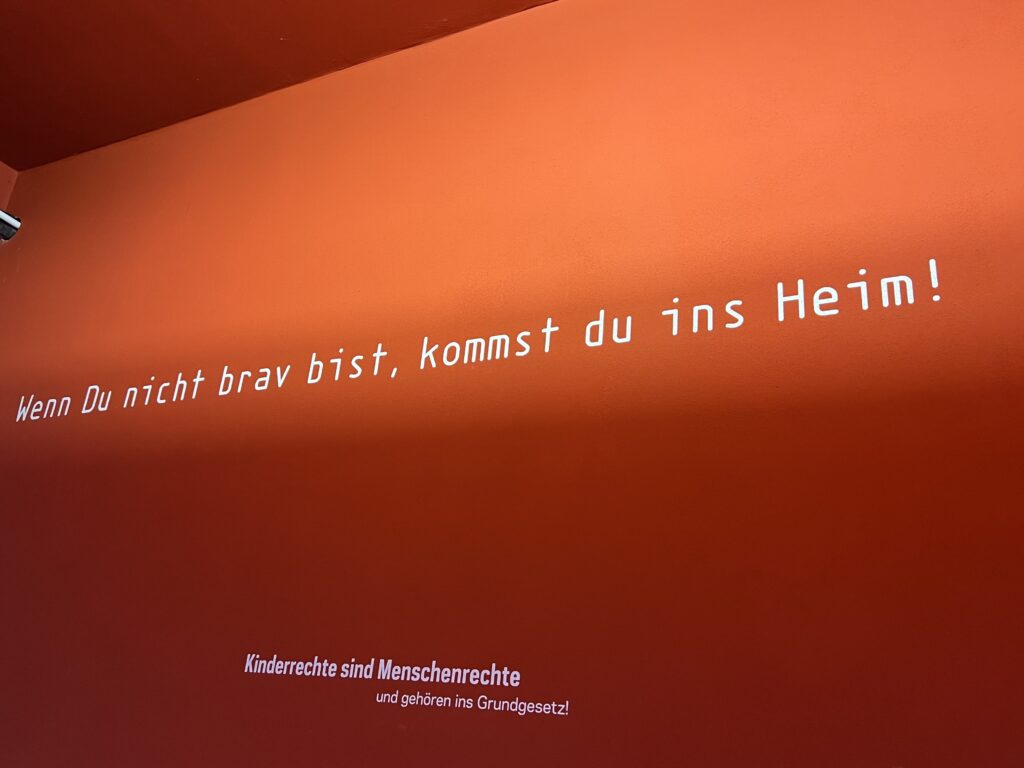 Wenn Du nicht brav bist, kommst du ins Heim!
Kinderrechte sind Menschenrechte
und gehören ins Grundgesetz!